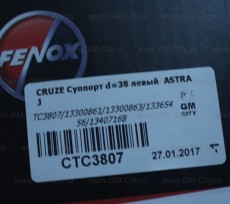 FENOX
CRUZE Суппорт d=38 левый ASTRA
J
TC3807/13300861/13300863/133654
56/13407168
GM
CTC3807
27.01.2017